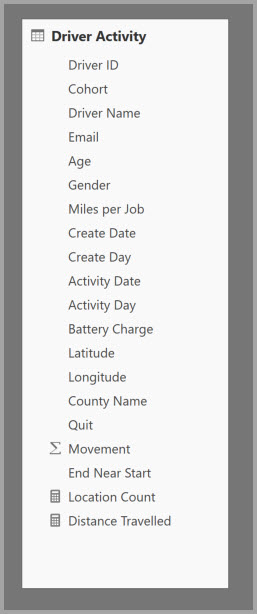 Driver Activity
Driver ID
Cohort
Driver Name
Email
Age
Gender
Miles per Job
Create Date
Create Day
Activity Date
Activity Day
Battery Charge
Latitude
Longitude
County Name
Quit
Movement
End Near Start
Location Count
Distance Travelled